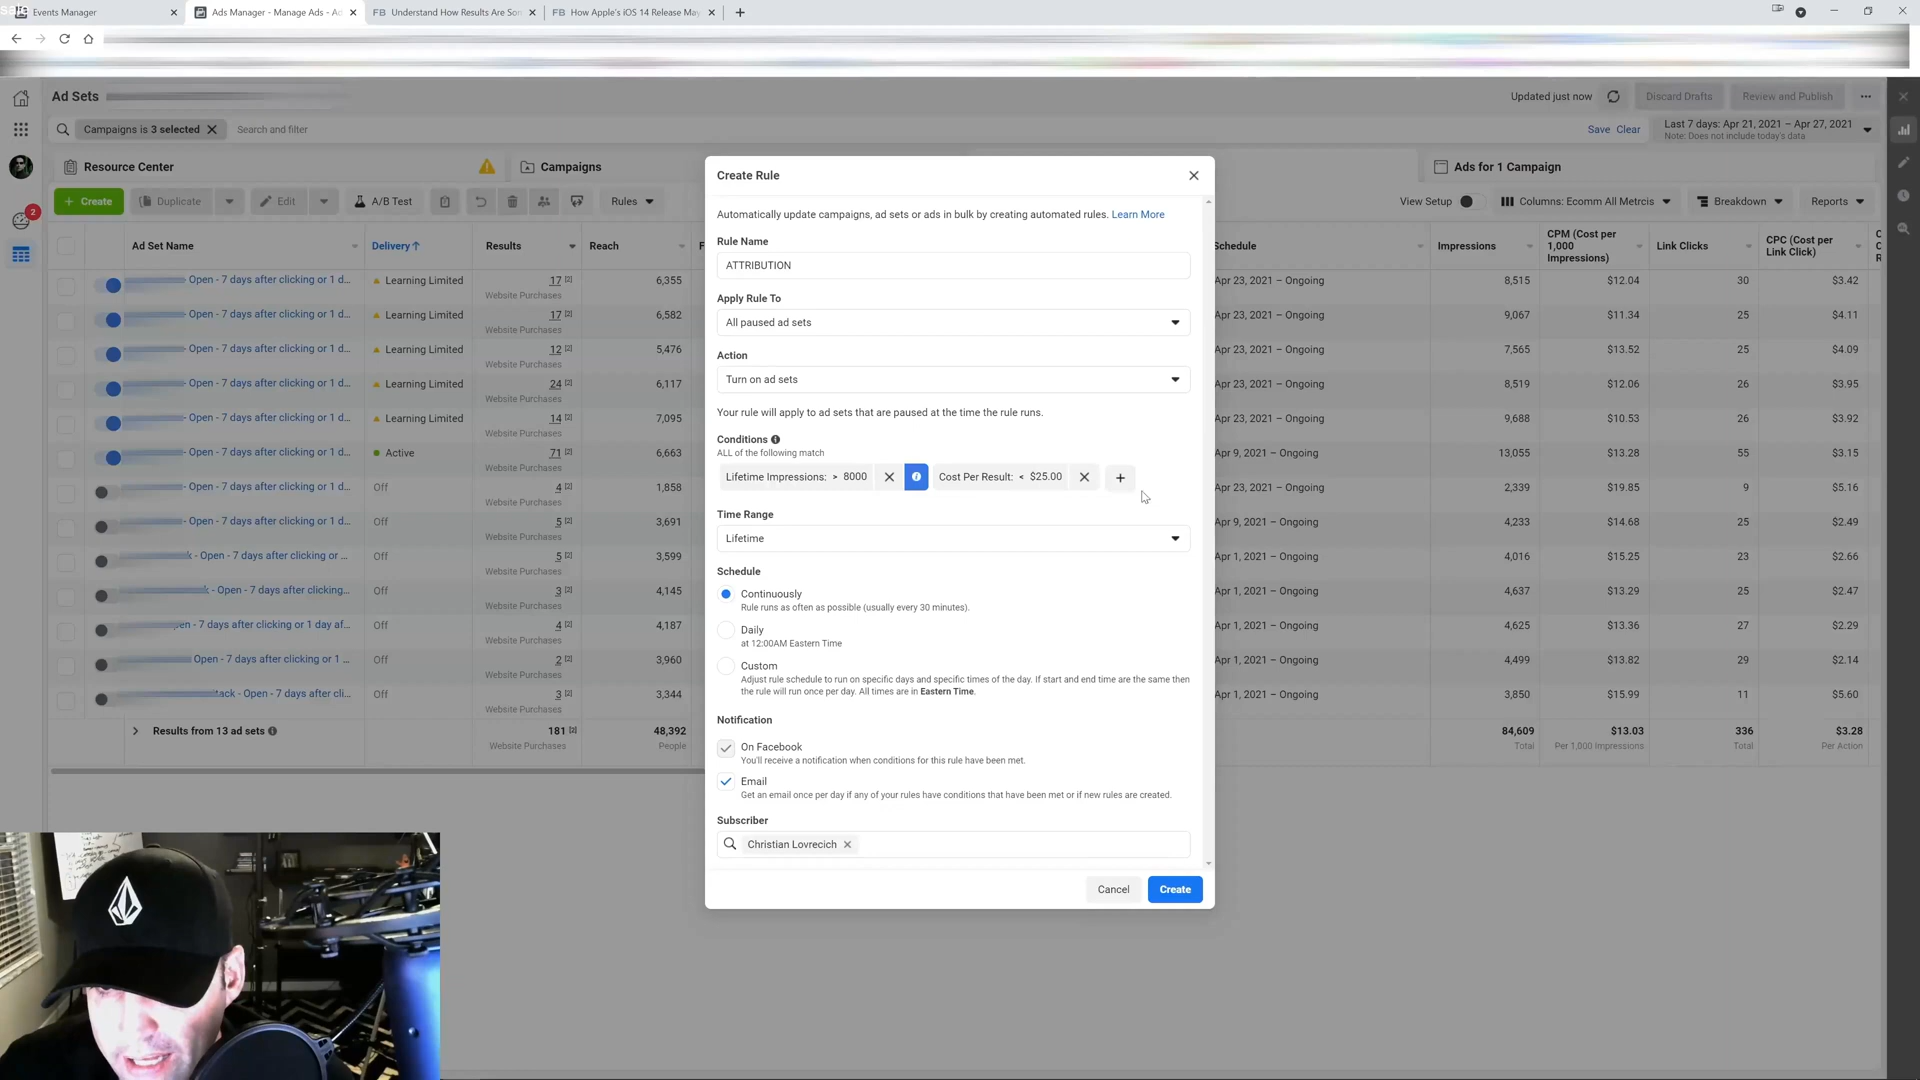 Events Manager
Ads Manager - Manage Ads - Ad
Understand How Results Are Son
How Apple's iOS 14 Release May
Ad Sets
Updated just now
Discard Drafts
Review and Publish
Campaigns is 3 selected
Search and filter
Save Clear
Last 7 days: Apr 21, 2021 – Apr 27, 2021
Note: Does not include today's data
Resource Center
Campaigns
Ads for 1 Campaign
+ Create
Duplicate
Edit
A/B Test
Rules
View Setup
Columns: Ecomm All Metrcis
Breakdown
Reports
2
Ad Set Name
Delivery↑
Results
Reach
F
Schedule
Impressions
CPM (Cost per 1,000 Impressions)
Link Clicks
CPC (Cost per Link Click)
- Open - 7 days after clicking or 1 d...
Learning Limited
17 [2]
Website Purchases
6,355
Apr 23, 2021 – Ongoing
8,515
$12.04
30
$3.42
- Open - 7 days after clicking or 1 d...
Learning Limited
17 [2]
Website Purchases
6,582
Apr 23, 2021 – Ongoing
9,067
$11.34
25
$4.11
- Open - 7 days after clicking or 1 d...
Learning Limited
12 [2]
Website Purchases
5,476
Apr 23, 2021 – Ongoing
7,565
$13.52
25
$4.09
- Open - 7 days after clicking or 1 d...
Learning Limited
24 [2]
Website Purchases
6,117
Apr 23, 2021 – Ongoing
8,519
$12.06
26
$3.95
- Open - 7 days after clicking or 1 d...
Learning Limited
14 [2]
Website Purchases
7,095
Apr 23, 2021 – Ongoing
9,688
$10.53
26
$3.92
- Open - 7 days after clicking or 1 d...
Active
71 [2]
Website Purchases
6,663
Apr 9, 2021 – Ongoing
13,055
$13.28
55
$3.15
- Open - 7 days after clicking or 1 d...
Off
4 [2]
Website Purchases
1,858
Apr 23, 2021 – Ongoing
2,339
$19.85
9
$5.16
- Open - 7 days after clicking or 1 d...
Off
5 [2]
Website Purchases
3,691
Apr 9, 2021 – Ongoing
4,233
$14.68
25
$2.49
k - Open - 7 days after clicking or ...
Off
5 [2]
Website Purchases
3,599
Apr 1, 2021 – Ongoing
4,016
$15.25
23
$2.66
k - Open - 7 days after clicking...
Off
3 [2]
Website Purchases
4,145
Apr 1, 2021 – Ongoing
4,637
$13.29
25
$2.47
pen - 7 days after clicking or 1 day af...
Off
4 [2]
Website Purchases
4,187
Apr 1, 2021 – Ongoing
4,625
$13.36
27
$2.29
Open - 7 days after clicking or 1 ...
Off
2 [2]
Website Purchases
3,960
Apr 1, 2021 – Ongoing
4,499
$13.82
29
$2.14
tack - Open - 7 days after cli...
Off
3 [2]
Website Purchases
3,344
Apr 1, 2021 – Ongoing
3,850
$15.99
11
$5.60
Results from 13 ad sets
181 [2]
Website Purchases
48,392
People
84,609
Total
$13.03
Per 1,000 Impressions
336
Total
$3.28
Per Action
Create Rule
Automatically update campaigns, ad sets or ads in bulk by creating automated rules. Learn More
Rule Name
ATTRIBUTION
Apply Rule To
All paused ad sets
Action
Turn on ad sets
Your rule will apply to ad sets that are paused at the time the rule runs.
Conditions
ALL of the following match
Lifetime Impressions: > 8000
Cost Per Result: < $25.00
Time Range
Lifetime
Schedule
Continuously
Rule runs as often as possible (usually every 30 minutes).
Daily
at 12:00AM Eastern Time
Custom
Adjust rule schedule to run on specific days and specific times of the day. If start and end time are the same then
the rule will run once per day. All times are in Eastern Time.
Notification
On Facebook
You'll receive a notification when conditions for this rule have been met.
Email
Get an email once per day if any of your rules have conditions that have been met or if new rules are created.
Subscriber
Christian Lovrecich
Cancel
Create